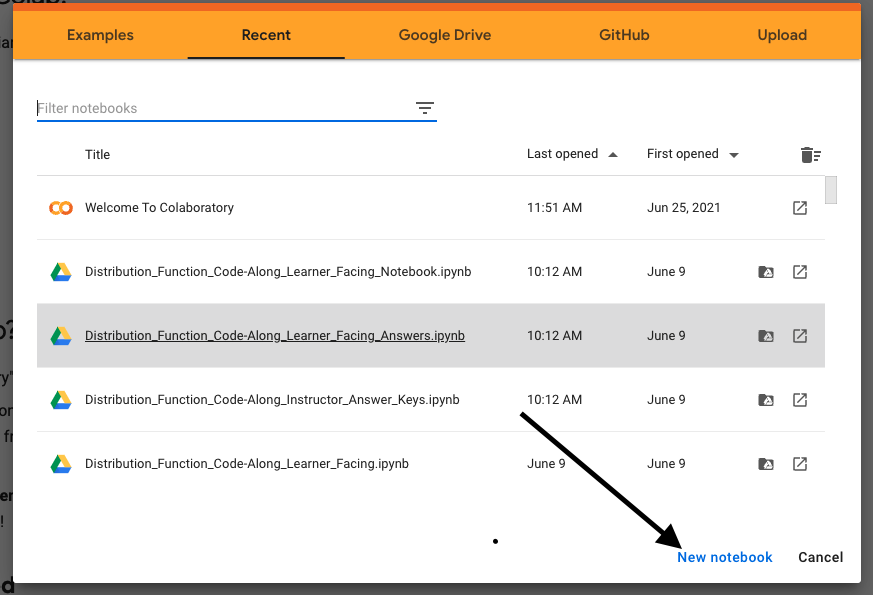 Examples Recent Google Drive GitHub Upload
Filter notebooks
Title Last opened First opened
Welcome To Colaboratory 11:51 AM Jun 25, 2021
Distribution_Function_Code-Along_Learner_Facing_Notebook.ipynb 10:12 AM June 9
Distribution_Function_Code-Along_Learner_Facing_Answers.ipynb 10:12 AM June 9
Distribution_Function_Code-Along_Instructor_Answer_Keys.ipynb 10:12 AM June 9
Distribution_Function_Code-Along_Learner_Facing.ipynb June 9 June 9
New notebook Cancel